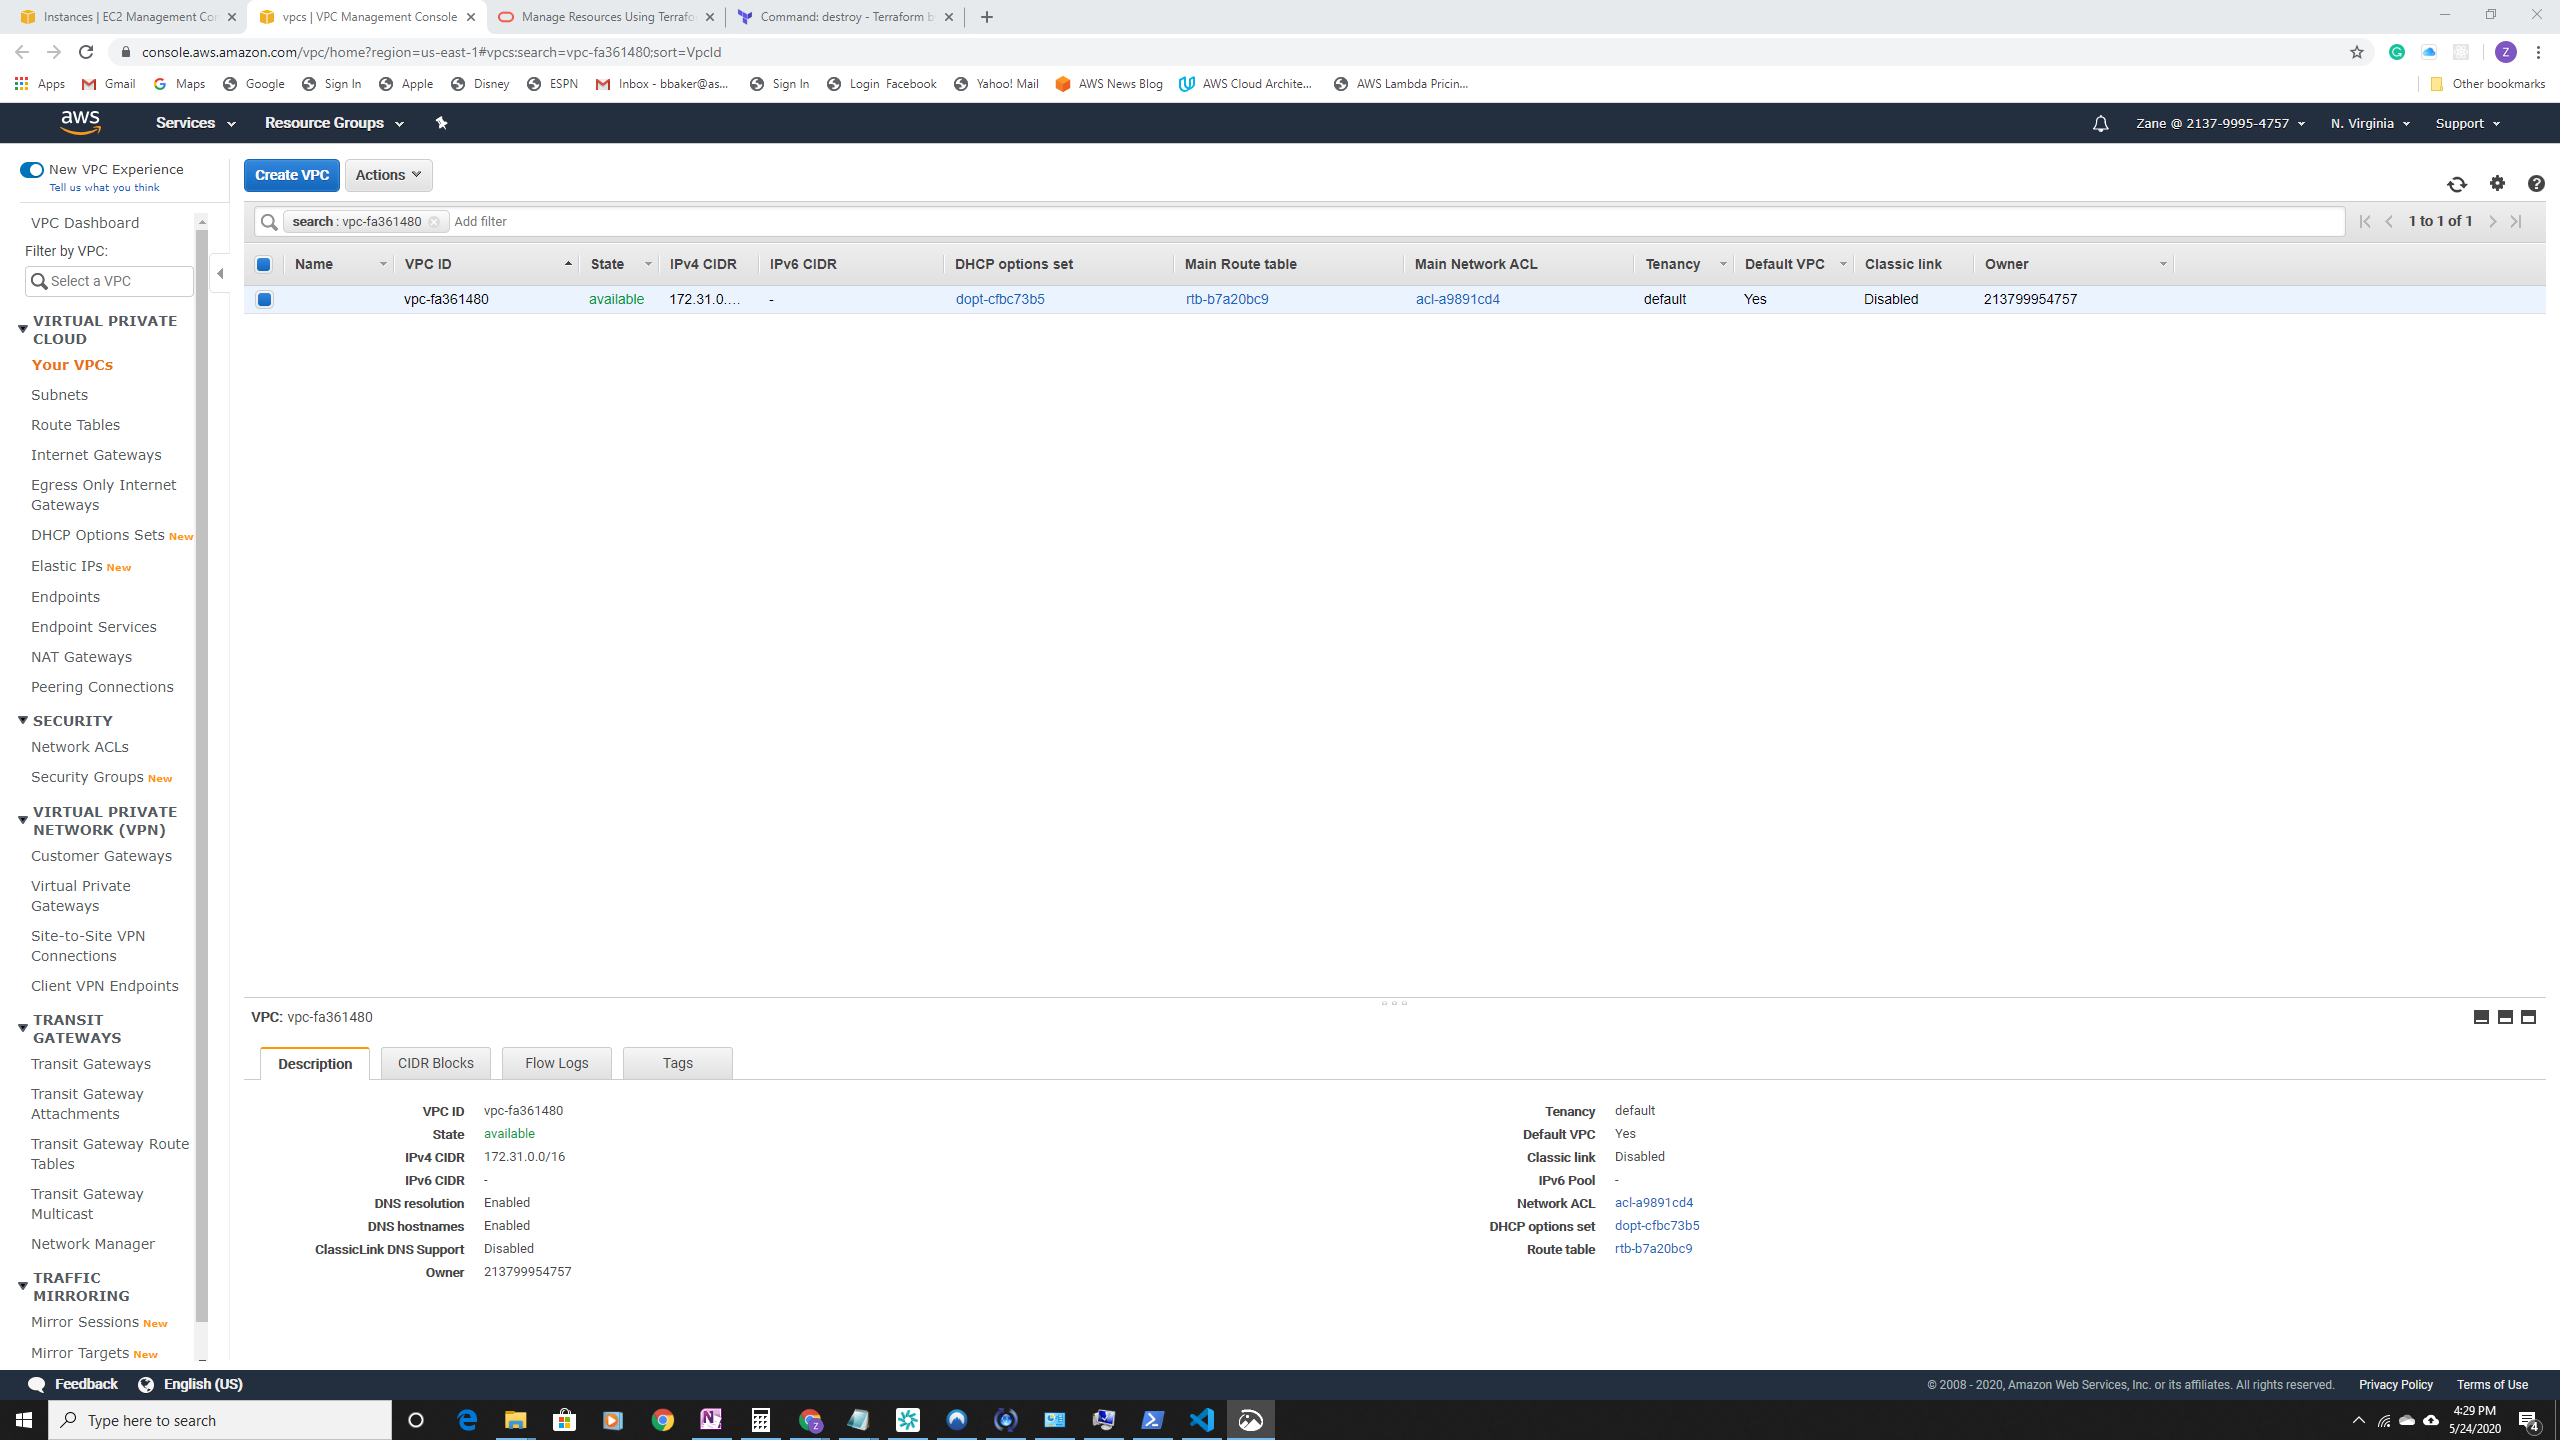 Instances | EC2 Management Con
vpcs | VPC Management Console
Manage Resources Using Terrafo
Command: destroy - Terraform b
console.aws.amazon.com/vpc/home?region=us-east-1#vpcs:search=vpc-fa361480;sort=VpcId
Z
Apps
Gmail
Maps
Google
Sign In
Apple
Disney
ESPN
Inbox - bbaker@as...
Sign In
Login Facebook
Yahoo! Mail
AWS News Blog
AWS Cloud Archite...
AWS Lambda Pricin...
Other bookmarks
aws
Services
Resource Groups
Zane @ 2137-9995-4757
N. Virginia
Support
New VPC Experience
Tell us what you think
Create VPC
Actions
VPC Dashboard
Filter by VPC:
Select a VPC
VIRTUAL PRIVATE
CLOUD
Your VPCs
Subnets
Route Tables
Internet Gateways
Egress Only Internet
Gateways
DHCP Options Sets New
Elastic IPs New
Endpoints
Endpoint Services
NAT Gateways
Peering Connections
SECURITY
Network ACLs
Security Groups New
VIRTUAL PRIVATE
NETWORK (VPN)
Customer Gateways
Virtual Private
Gateways
Site-to-Site VPN
Connections
Client VPN Endpoints
TRANSIT
GATEWAYS
Transit Gateways
Transit Gateway
Attachments
Transit Gateway Route
Tables
Transit Gateway
Multicast
Network Manager
TRAFFIC
MIRRORING
Mirror Sessions New
Mirror Targets New
search : vpc-fa361480 Add filter
1 to 1 of 1
Name VPC ID State IPv4 CIDR IPv6 CIDR DHCP options set Main Route table Main Network ACL Tenancy Default VPC Classic link Owner
vpc-fa361480 available 172.31.0.... - dopt-cfbc73b5 rtb-b7a20bc9 acl-a9891cd4 default Yes Disabled 213799954757
VPC: vpc-fa361480
Description CIDR Blocks Flow Logs Tags
VPC ID vpc-fa361480
State available
IPv4 CIDR 172.31.0.0/16
IPv6 CIDR -
DNS resolution Enabled
DNS hostnames Enabled
ClassicLink DNS Support Disabled
Owner 213799954757
Tenancy default
Default VPC Yes
Classic link Disabled
IPv6 Pool -
Network ACL acl-a9891cd4
DHCP options set dopt-cfbc73b5
Route table rtb-b7a20bc9
Feedback
English (US)
© 2008 - 2020, Amazon Web Services, Inc. or its affiliates. All rights reserved.
Privacy Policy
Terms of Use
Type here to search
4:29 PM
5/24/2020
4